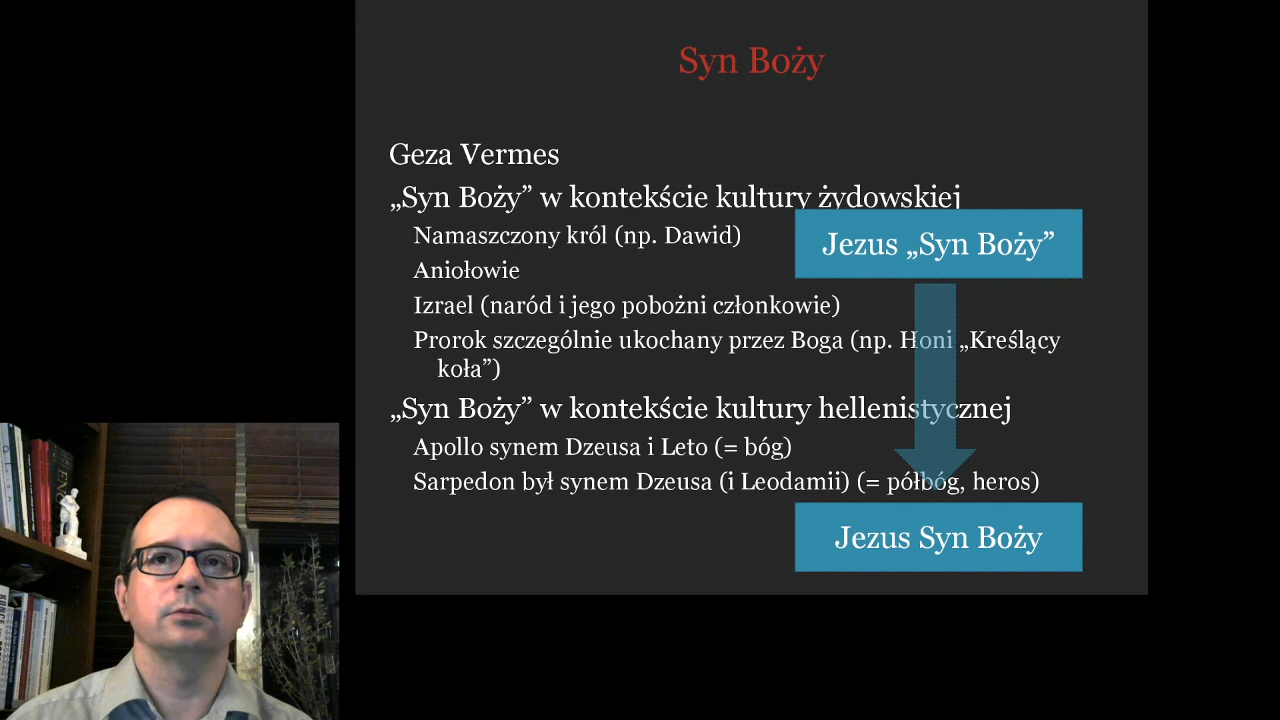 Syn Boży
Geza Vermes
„Syn Boży” w kontekście kultury żydowskiej
Namaszczony król (np. Dawid)
Jezus „Syn Boży”
Aniołowie
Izrael (naród i jego pobożni członkowie)
Prorok szczególnie ukochany przez Boga (np. Honi „Kreślący
koła”)
„Syn Boży” w kontekście kultury hellenistycznej
Apollo synem Dzeusa i Leto (= bóg)
Sarpedon był synem Dzeusa (i Leodamii) (= półbóg, heros)
Jezus Syn Boży